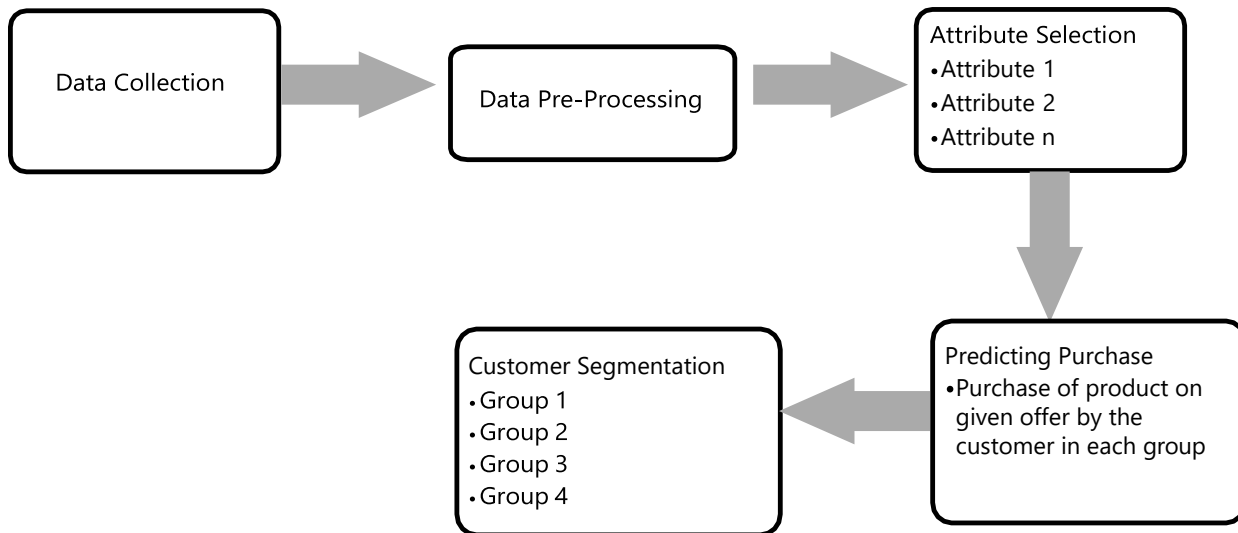 Data Collection
Data Pre-Processing
Attribute Selection
•Attribute 1
•Attribute 2
•Attribute n
Predicting Purchase
•Purchase of product on
given offer by the
customer in each group
Customer Segmentation
•Group 1
•Group 2
•Group 3
•Group 4